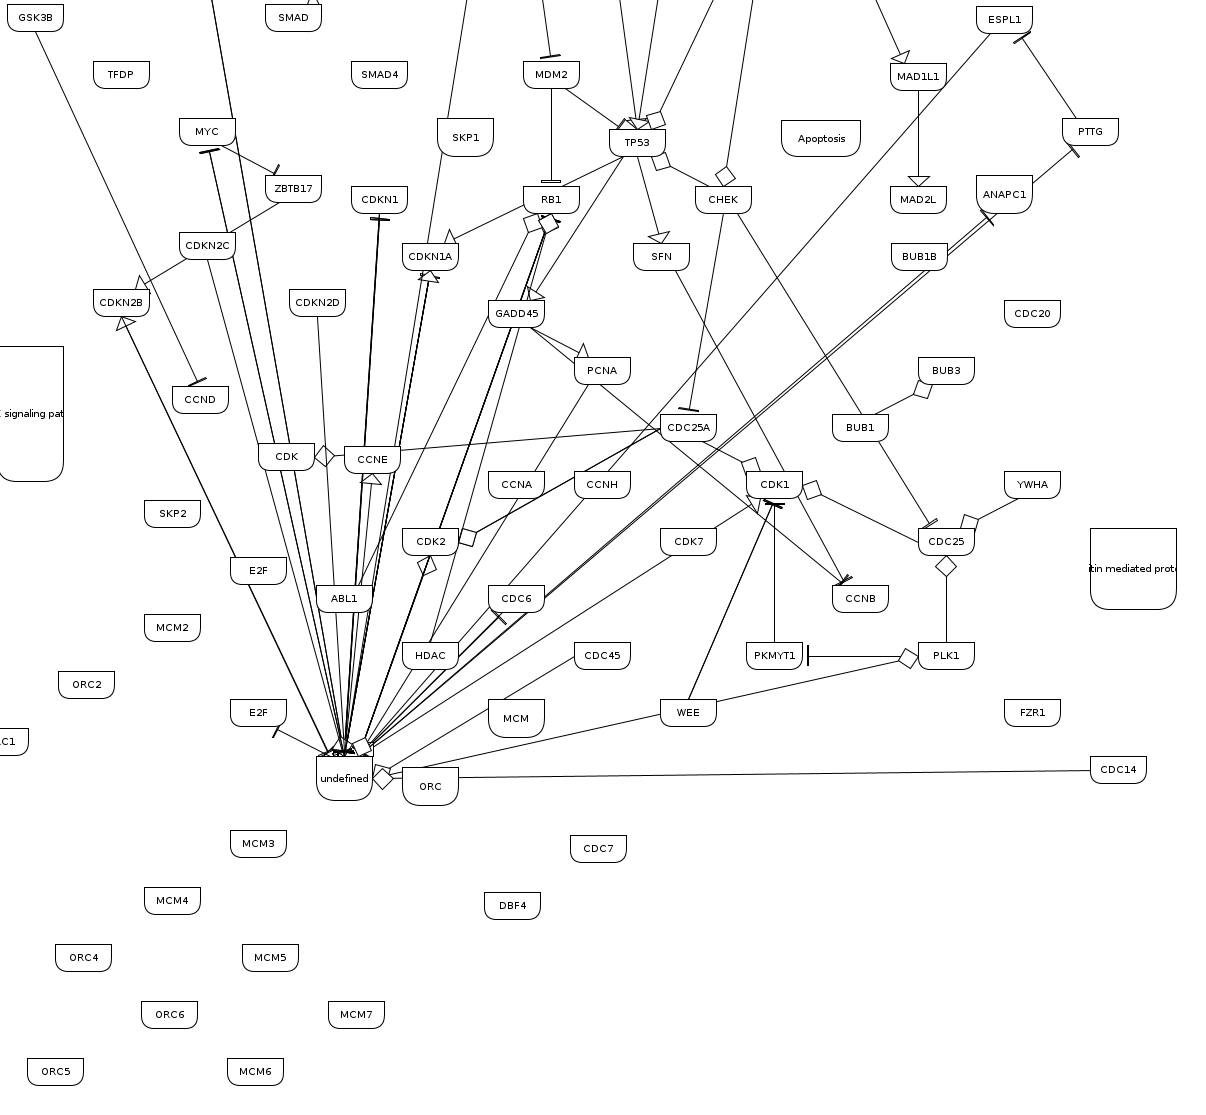 GSK3B
SMAD
ESPL1
TFDP
SMAD4
MDM2
MAD1L1
MYC
SKP1
TP53
Apoptosis
PTTG
ZBTB17
CDKN1
RB1
CHEK
MAD2L
ANAPC1
CDKN2C
CDKN1A
SFN
BUB1B
CDKN2B
CDKN2D
GADD45
CDC20
PCNA
BUB3
CCND
signaling pat
CDC25A
BUB1
CDK
CCNE
CCNA
CCNH
CDK1
YWHA
SKP2
CDK2
CDK7
CDC25
E2F
tin mediated prot
ABL1
CDC6
CCNB
MCM2
HDAC
CDC45
PKMYT1
PLK1
ORC2
E2F
MCM
WEE
FZR1
C1
undefined
ORC
CDC14
MCM3
CDC7
MCM4
DBF4
ORC4
MCM5
ORC6
MCM7
ORC5
MCM6